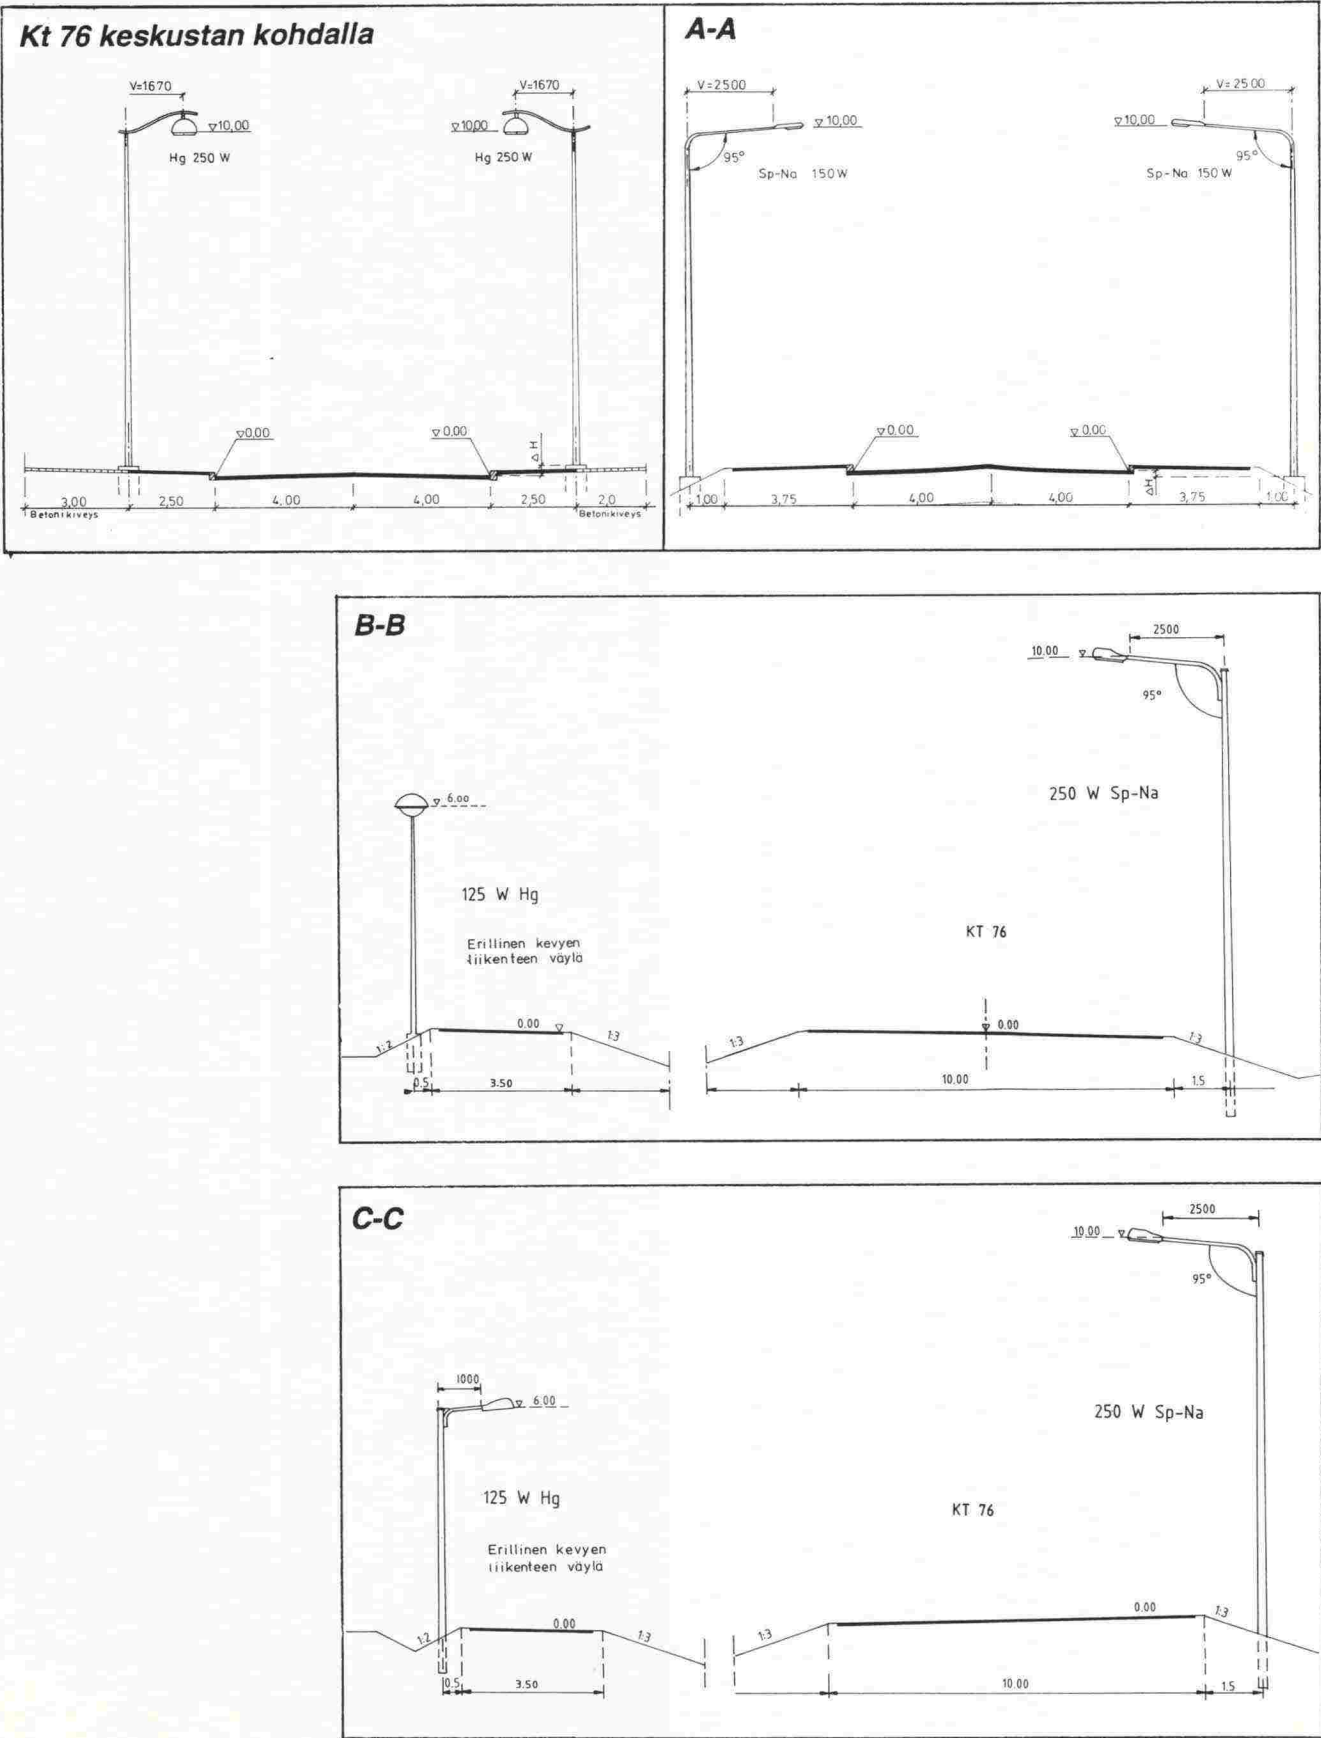 Kt 76 keskustan kohdalla
V=1670
V=1670
▽10,00
▽10,00
Hg 250 W
Hg 250 W
▽0,00
▽0,00
ΔH
3,00
2,50
4,00
4,00
2,50
2,0
Betonikiveys
Betonikiveys
A-A
V=2500
V=2500
▽10,00
▽10,00
95°
95°
Sp-Na 150W
Sp-Na 150 W
▽0,00
▽0,00
ΔH
1,00
3,75
4,00
4,00
3,75
1,00
B-B
2500
10.00 ▽
95°
250 W Sp-Na
▽ 6.00
125 W Hg
Erillinen kevyen
liikenteen väylä
KT 76
0.00 ▽
▽ 0.00
1:2
1:3
1:3
1:3
0.5
3.50
10.00
1.5
C-C
2500
10.00 ▽
95°
1000
▽ 6.00
250 W Sp-Na
125 W Hg
KT 76
Erillinen kevyen
liikenteen väylä
0.00
0.00
1:2
1:3
1:3
1:3
0.5
3.50
10.00
1.5